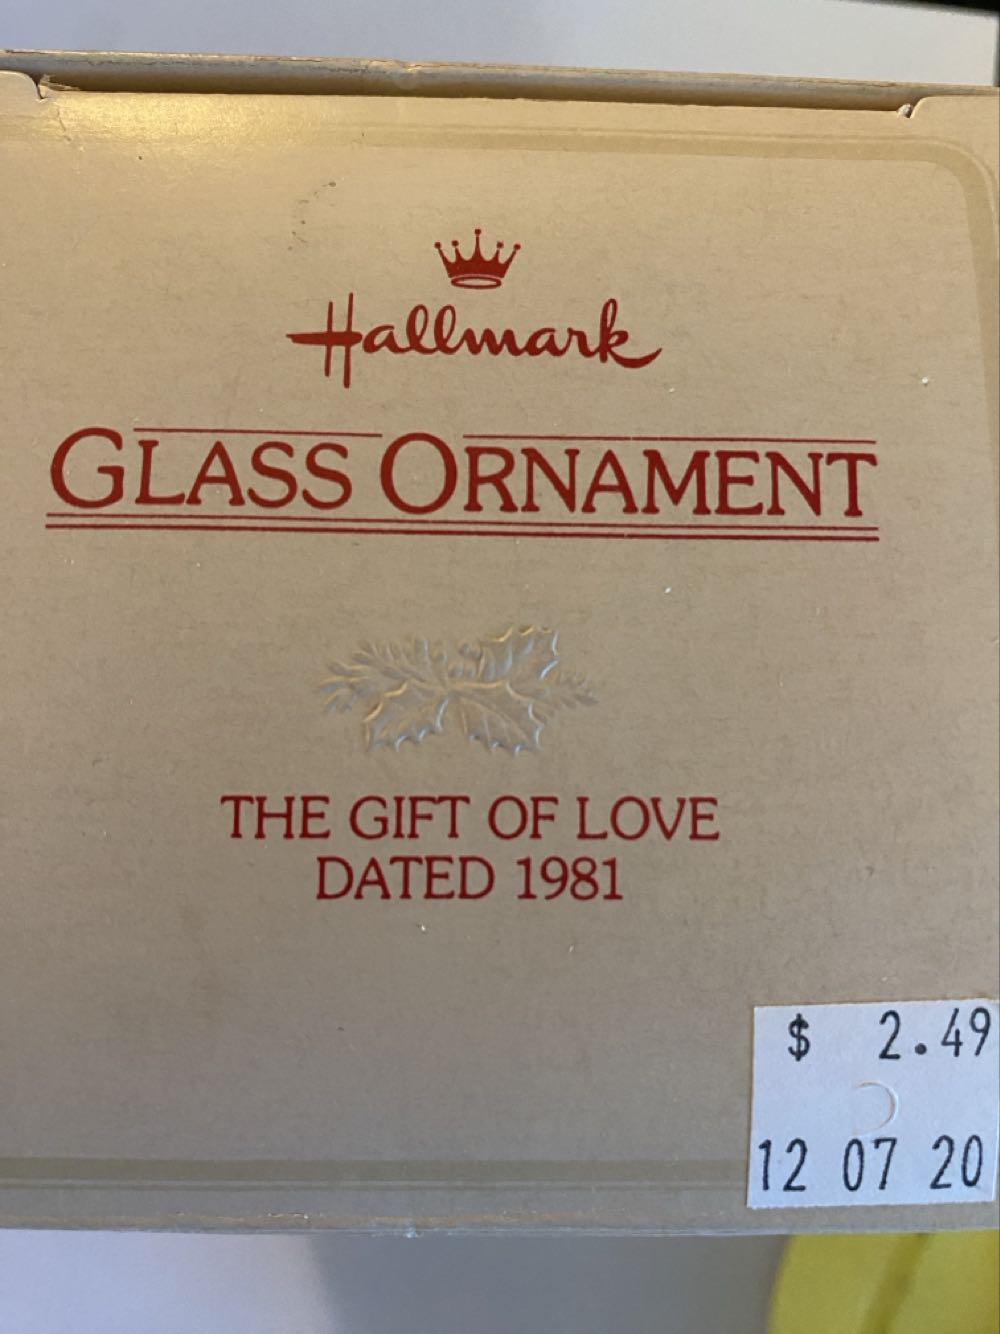 Hallmark
GLASS ORNAMENT
THE GIFT OF LOVE
DATED 1981
$ 2.49
12 07 20